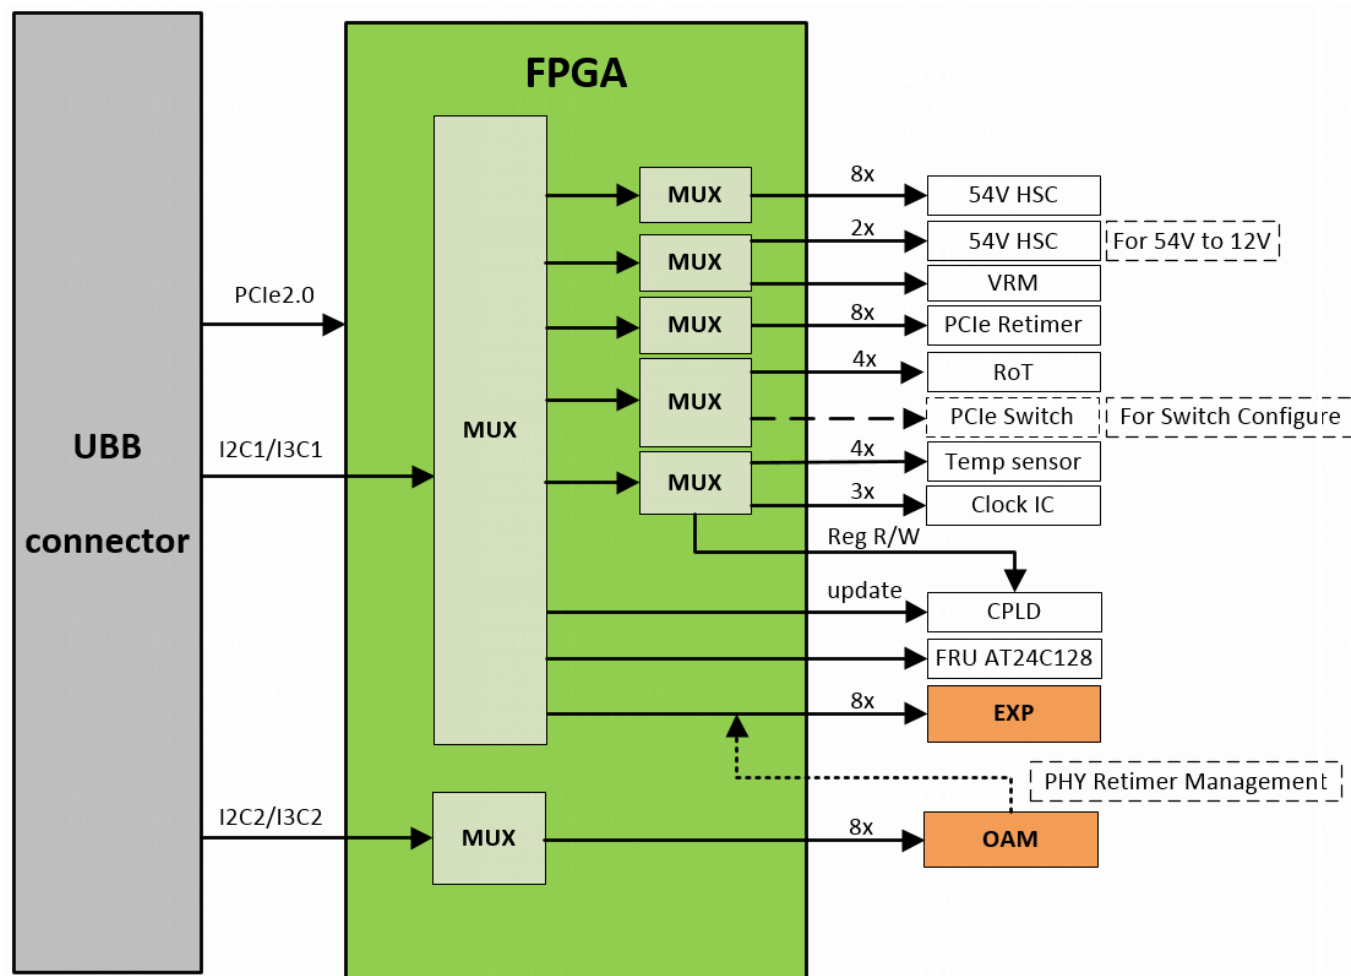 FPGA
UBB
connector
PCIe2.0
I2C1/I3C1
I2C2/I3C2
MUX
MUX
MUX
MUX
MUX
MUX
MUX
8x
54V HSC
2x
54V HSC
For 54V to 12V
VRM
8x
PCIe Retimer
4x
RoT
PCIe Switch
For Switch Configure
4x
Temp sensor
3x
Clock IC
Reg R/W
update
CPLD
FRU AT24C128
8x
EXP
PHY Retimer Management
8x
OAM